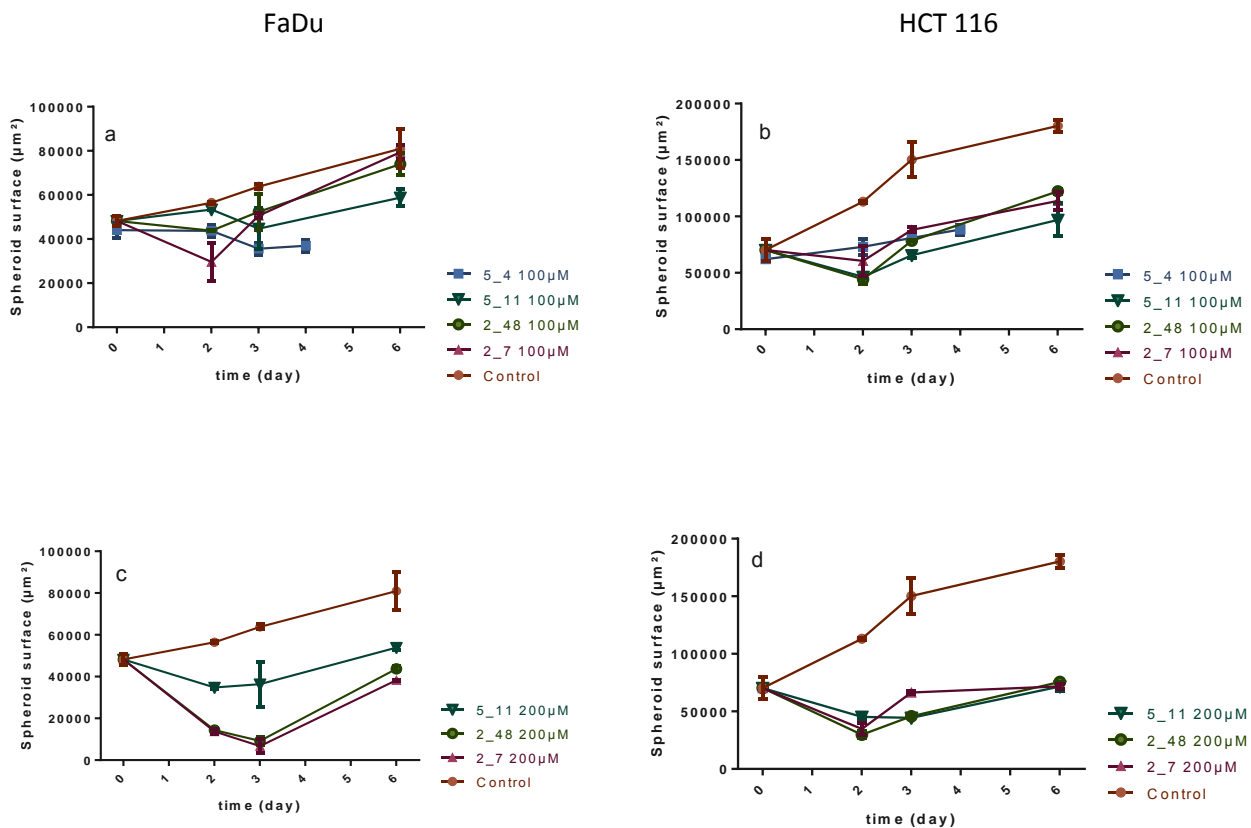 FaDu
HCT 116
a
Spheroid surface (µm²)
100000
80000
60000
40000
20000
0
0 1 2 3 4 5 6
time (day)
5_4 100µM
5_11 100µM
2_48 100µM
2_7 100µM
Control
b
Spheroid surface (µm²)
200000
150000
100000
50000
0
0 1 2 3 4 5 6
time (day)
5_4 100µM
5_11 100µM
2_48 100µM
2_7 100µM
Control
c
Spheroid surface (µm²)
100000
80000
60000
40000
20000
0
0 1 2 3 4 5 6
time (day)
5_11 200µM
2_48 200µM
2_7 200µM
Control
d
Spheroid surface (µm²)
200000
150000
100000
50000
0
0 1 2 3 4 5 6
time (day)
5_11 200µM
2_48 200µM
2_7 200µM
Control